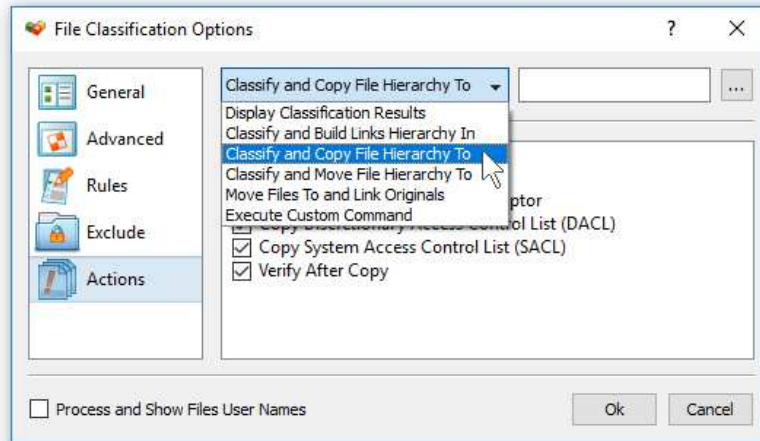 File Classification Options
?
General
Advanced
Rules
Exclude
Actions
Classify and Copy File Hierarchy To
...
Display Classification Results
Classify and Build Links Hierarchy In
Classify and Copy File Hierarchy To
Classify and Move File Hierarchy To
Move Files To and Link Originals
Execute Custom Command
Control List (DACL)
Copy System Access Control List (SACL)
Verify After Copy
Process and Show Files User Names
Ok
Cancel